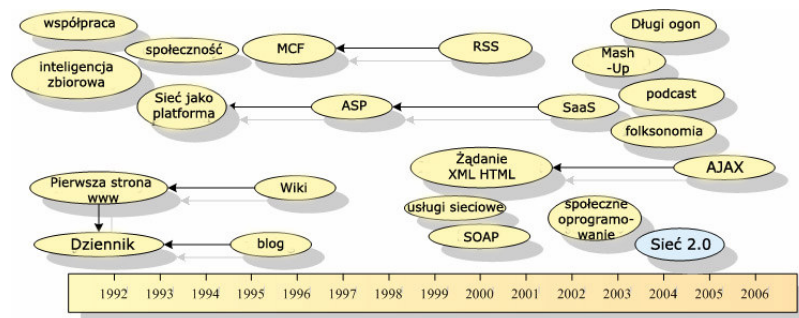 współpraca
inteligencja
zbiorowa
społeczność
MCF
RSS
Długi ogon
Mash
-Up
Sieć jako
platforma
ASP
SaaS
podcast
folksonomia
Pierwsza strona
www
Wiki
Żądanie
XML HTML
AJAX
usługi sieciowe
SOAP
społeczne
oprogramo-
wanie
Dziennik
blog
Sieć 2.0
1992 1993 1994 1995 1996 1997 1998 1999 2000 2001 2002 2003 2004 2005 2006